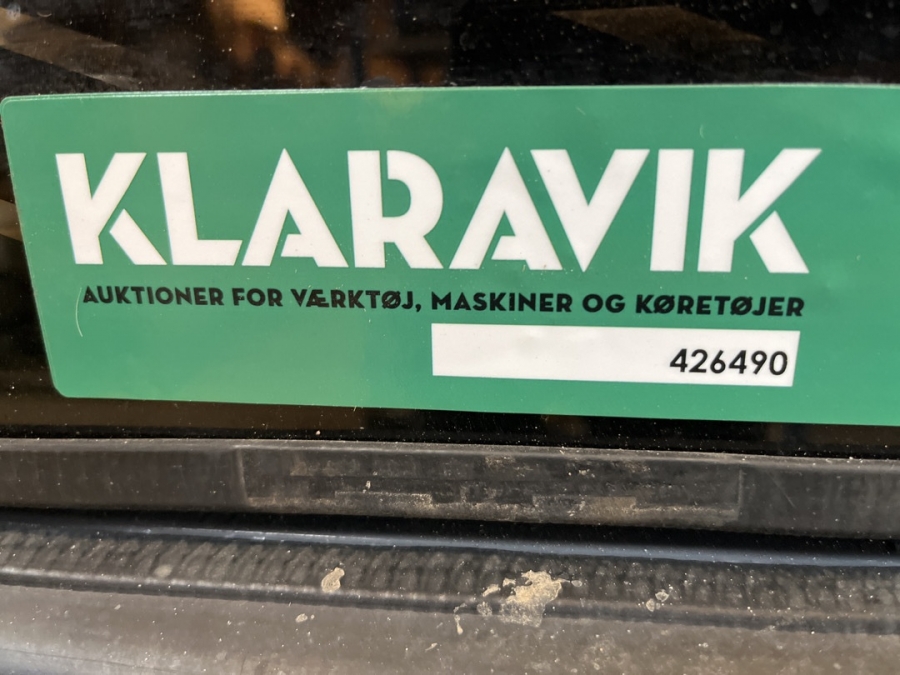 KLARAVIK
AUKTIONER FOR VÆRKTØJ, MASKINER OG KØRETØJER
426490